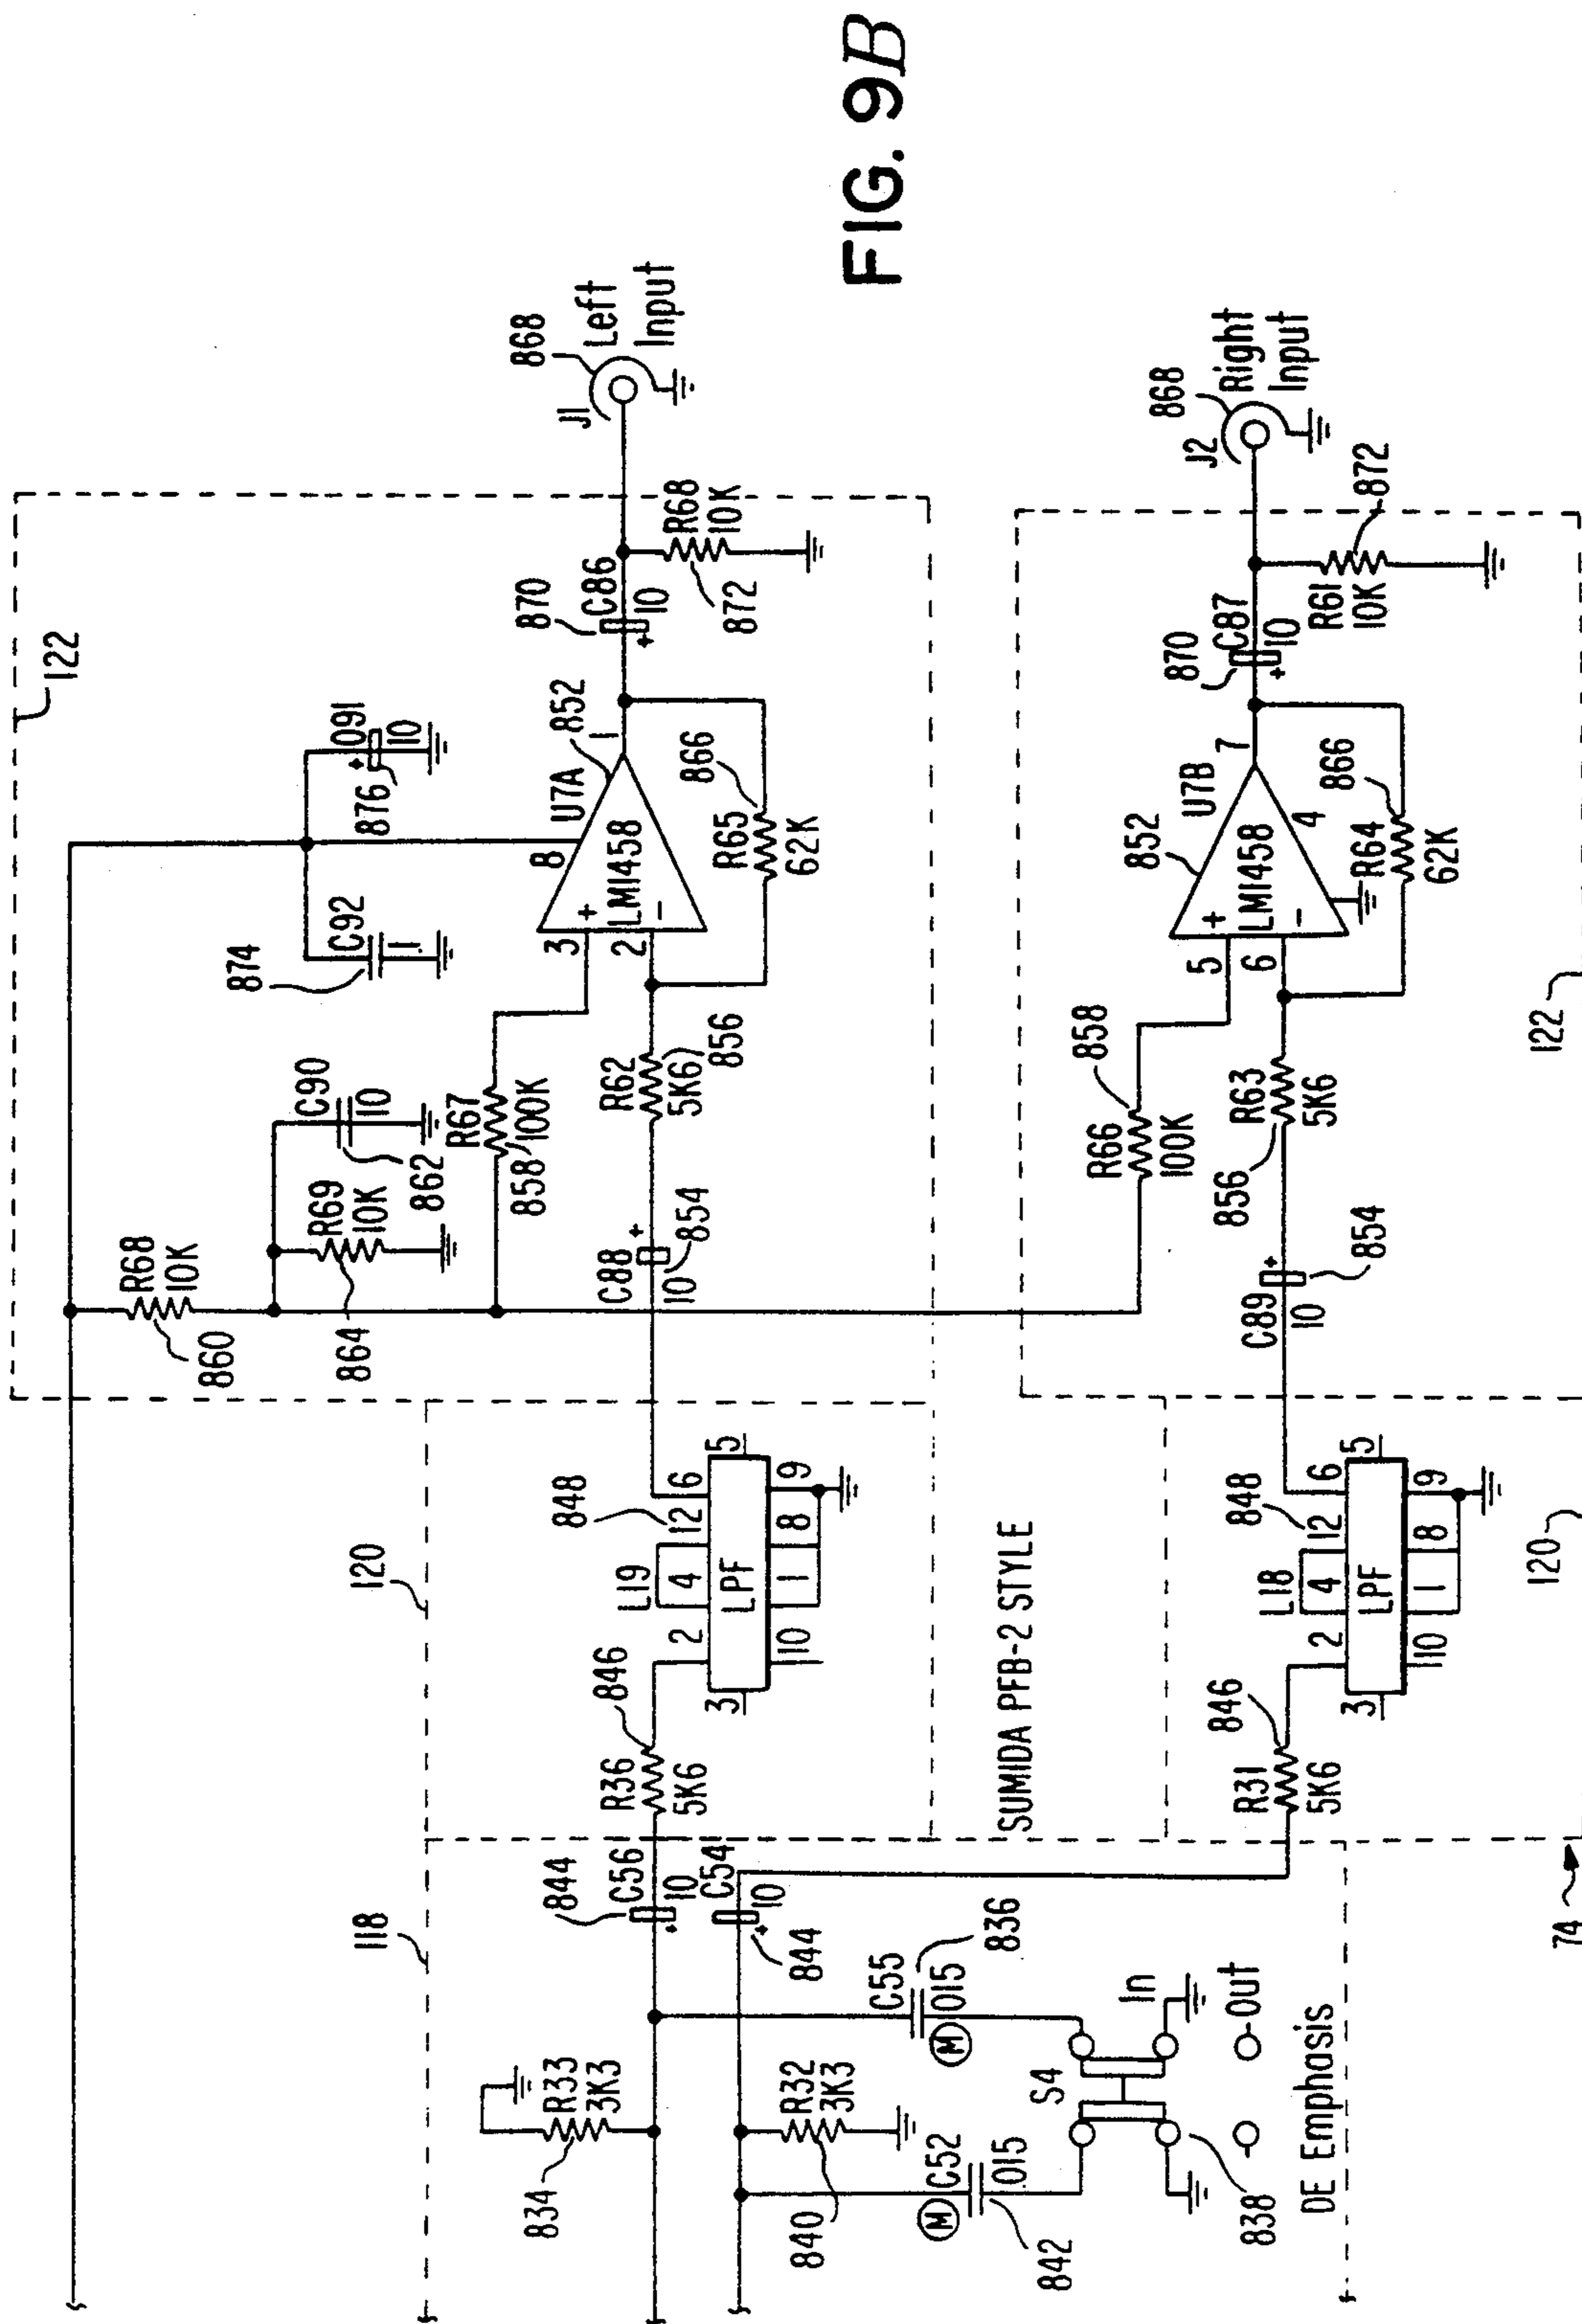 FIG. 9B
122
R68
10K
860
R69
10K
864
C90
10
862
C92
.1
874
+
091
10
876
R67
100K
858
3
2
8
+
-
LM1458
U7A
852
1
R62
5K6
856
R65
62K
866
C88
+
10
854
870
C86
10
+
R68
10K
872
J1
868
Left
Input
120
R36
5K6
846
L19
848
2
4
12
6
3
LPF
5
10
1
8
9
SUMIDA PFB-2 STYLE
118
834
R33
3K3
844
C56
10
+
C54
10
+
844
840
R32
3K3
M
C52
.015
842
C55
.015
M
836
S4
In
Out
838
DE Emphasis
R31
5K6
846
L18
848
2
4
12
6
3
LPF
5
10
1
8
9
120
74
C89
+
10
854
R66
100K
858
R63
5K6
856
5
6
+
-
LM1458
852
U7B
7
4
R64
62K
866
870
C87
10
+
R61
10K
872
J2
868
Right
Input
122